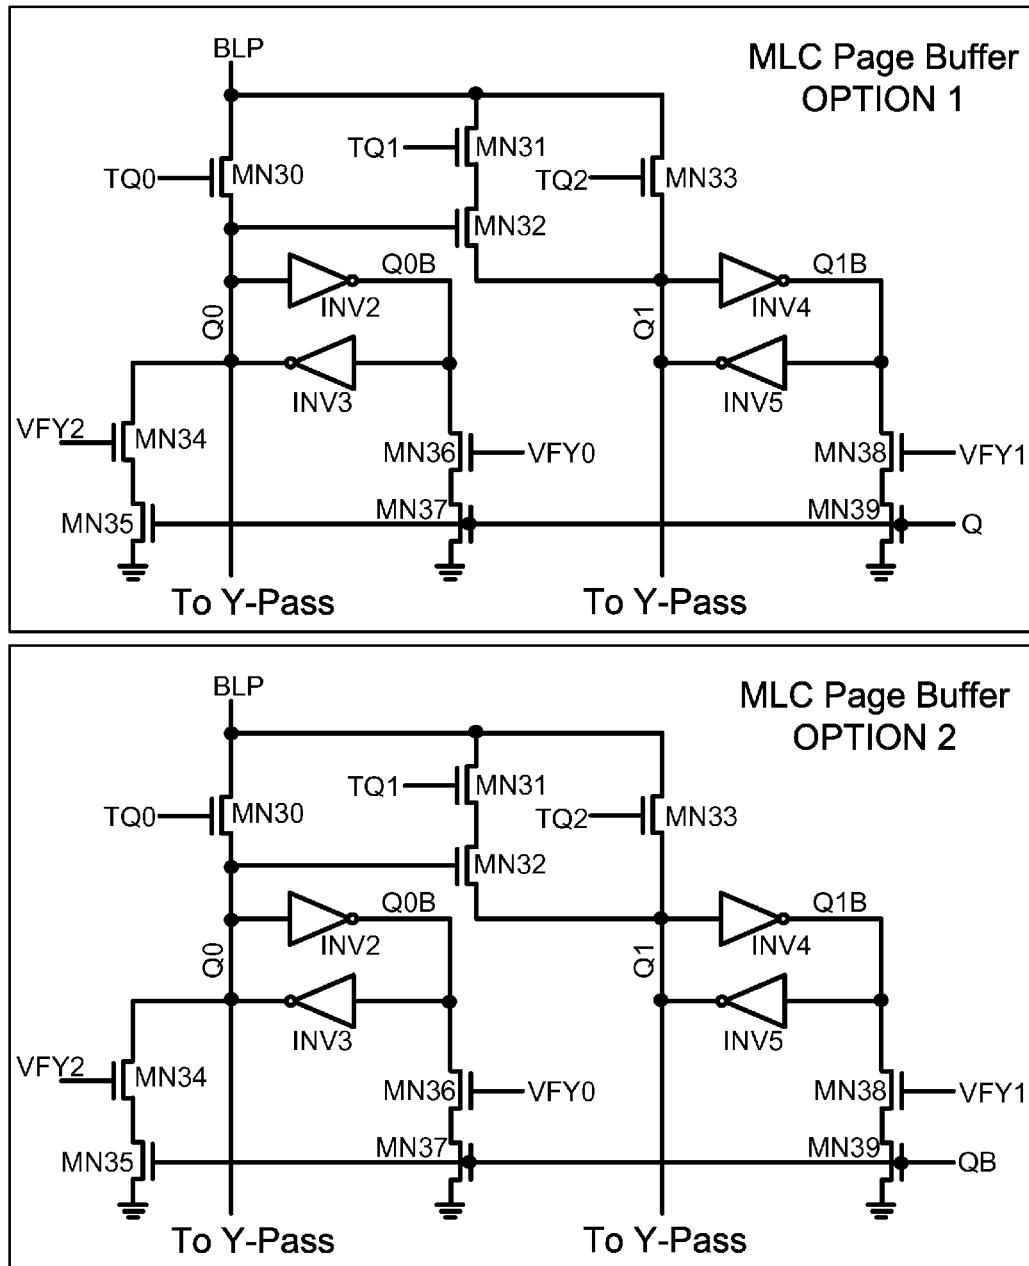 BLP
MLC Page Buffer
OPTION 1
TQ1
MN31
TQ0
MN30
TQ2
MN33
MN32
Q0B
Q1B
INV2
INV4
Q0
Q1
INV3
INV5
VFY2
MN34
MN36
VFY0
MN38
VFY1
MN35
MN37
MN39
Q
To Y-Pass
To Y-Pass
BLP
MLC Page Buffer
OPTION 2
TQ1
MN31
TQ0
MN30
TQ2
MN33
MN32
Q0B
Q1B
INV2
INV4
Q0
Q1
INV3
INV5
VFY2
MN34
MN36
VFY0
MN38
VFY1
MN35
MN37
MN39
QB
To Y-Pass
To Y-Pass